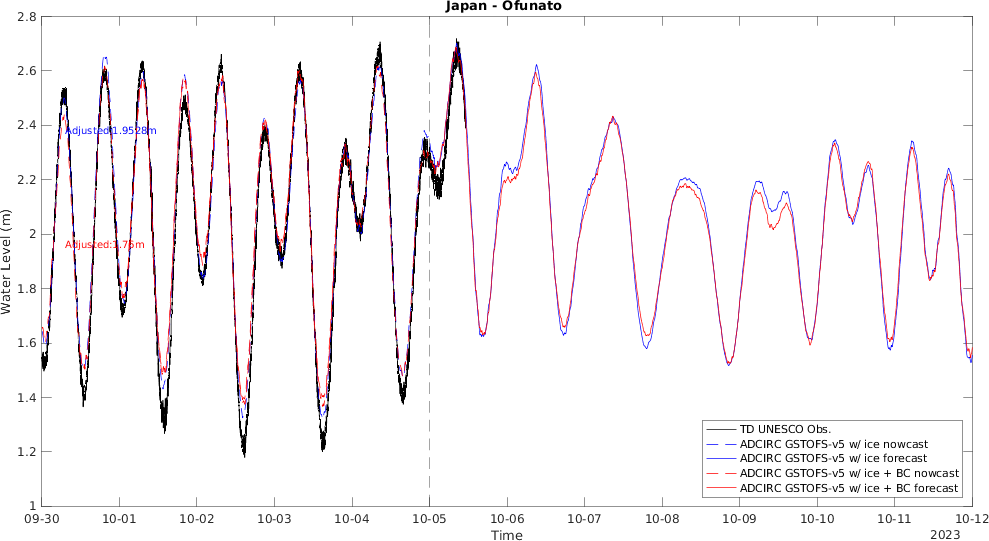 Japan - Ofunato
Water Level (m)
2.8
2.6
2.4
2.2
2
1.8
1.6
1.4
1.2
1
Adjusted:1.9528m
Adjusted:1.75m
TD UNESCO Obs.
ADCIRC GSTOFS-v5 w/ ice nowcast
ADCIRC GSTOFS-v5 w/ ice forecast
ADCIRC GSTOFS-v5 w/ ice + BC nowcast
ADCIRC GSTOFS-v5 w/ ice + BC forecast
09-30 10-01 10-02 10-03 10-04 10-05 10-06 10-07 10-08 10-09 10-10 10-11 10-12
Time
2023